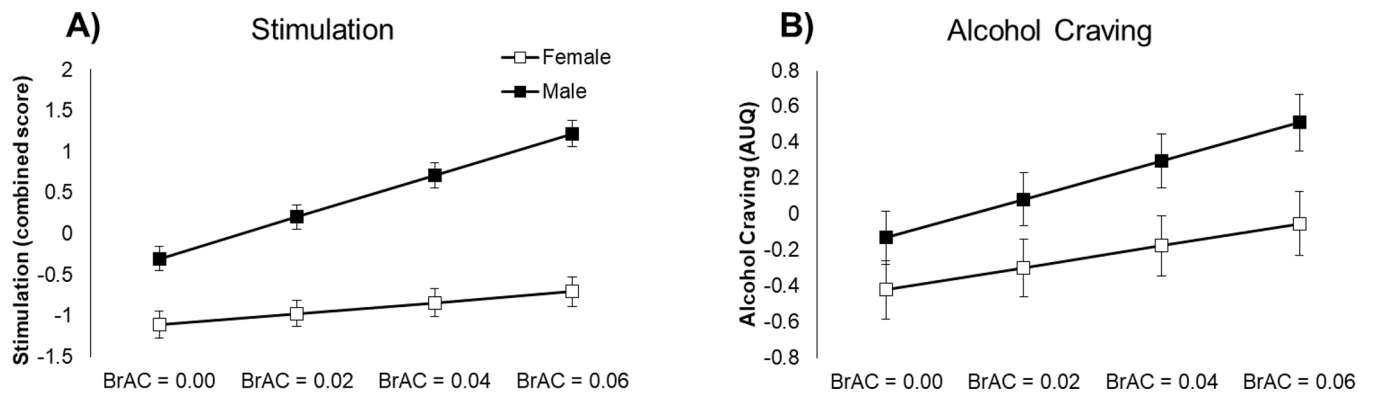 A) Stimulation
Female
Male
Stimulation (combined score)
2
1.5
1
0.5
0
-0.5
-1
-1.5
BrAC = 0.00 BrAC = 0.02 BrAC = 0.04 BrAC = 0.06
B) Alcohol Craving
Alcohol Craving (AUQ)
0.8
0.6
0.4
0.2
0
-0.2
-0.4
-0.6
-0.8
BrAC = 0.00 BrAC = 0.02 BrAC = 0.04 BrAC = 0.06